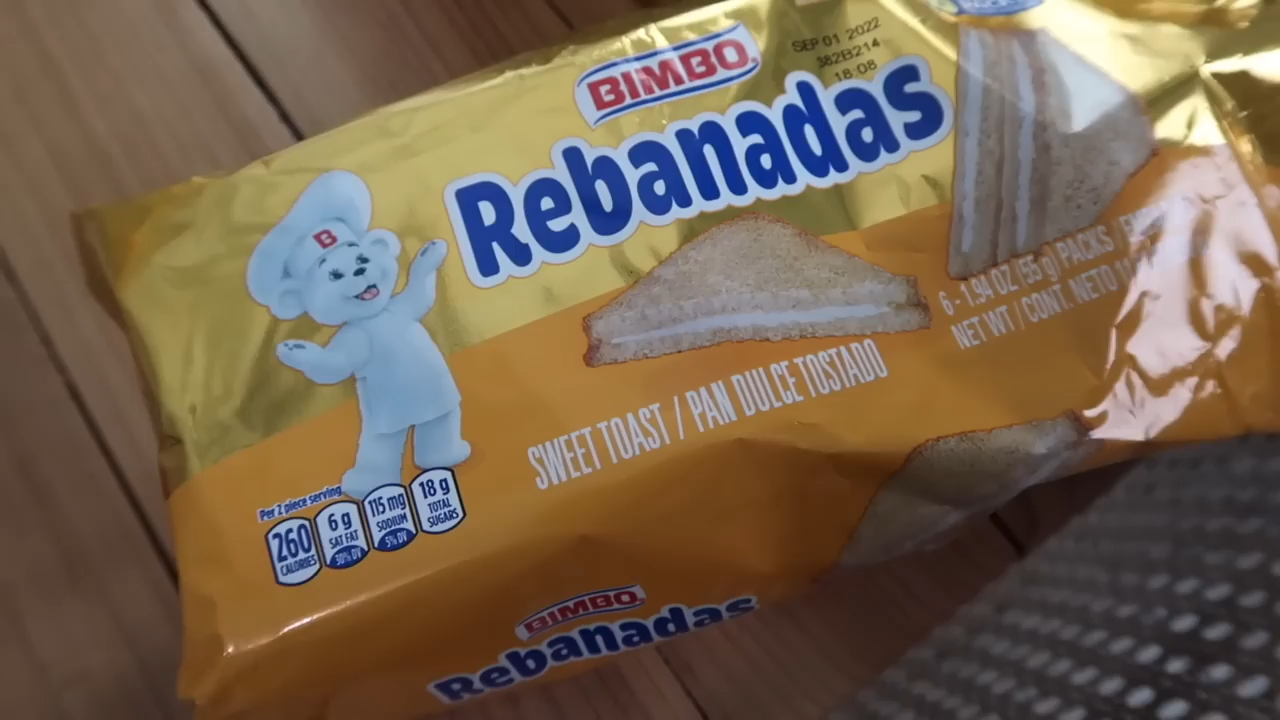 BIMBO
SEP 01 2022
382B214
18:08
Rebanadas
B
6 - 1.94 OZ (55 g) PACKS /
NET WT / CONT. NETO
SWEET TOAST / PAN DULCE TOSTADO
Per 2 piece serving
260
CALORIES
6 g
SAT FAT
30% DV
115 mg
SODIUM
5% DV
18 g
TOTAL
SUGARS
BIMBO
Rebanadas